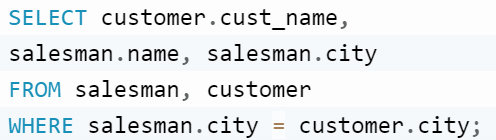 SELECT customer.cust_name,
salesman.name, salesman.city
FROM salesman, customer
WHERE salesman.city = customer.city;